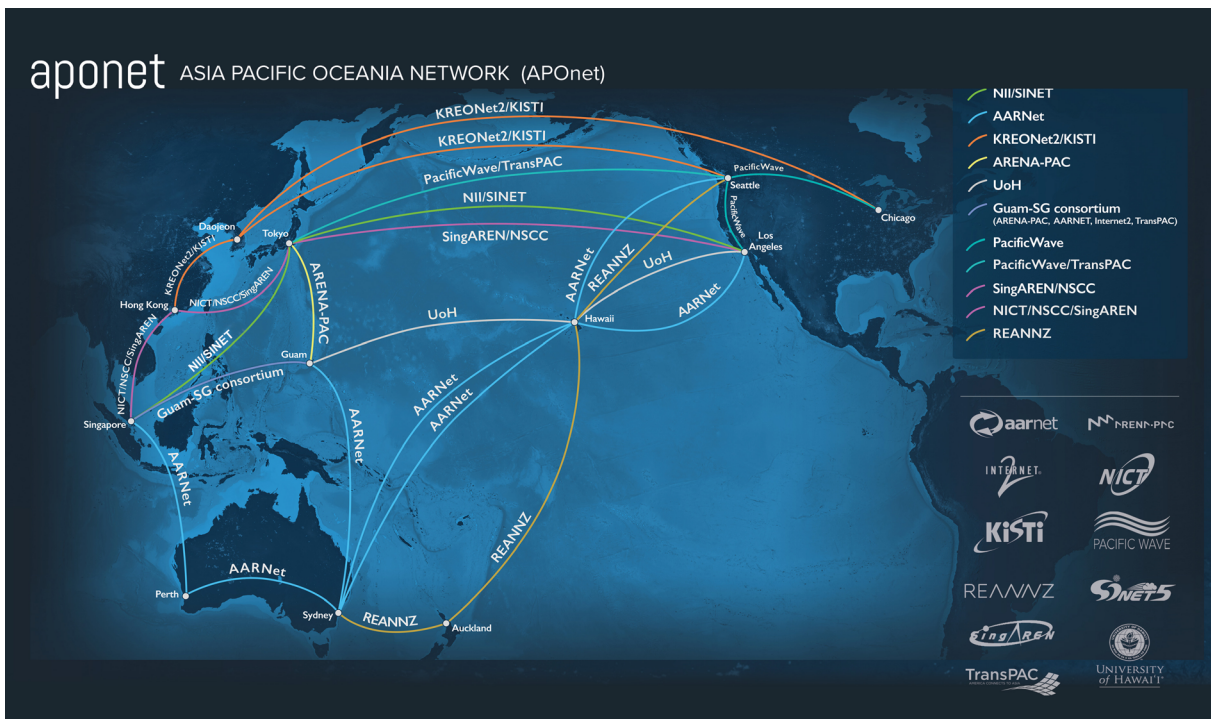 aponet ASIA PACIFIC OCEANIA NETWORK (APOnet)
KREONet2/KISTI
KREONet2/KISTI
PacificWave/TransPAC
NII/SINET
SingAREN/NSCC
PacificWave
Seattle
PacificWave
Chicago
Los
Angeles
Daojeon
Tokyo
KREONet2/KISTI
NICT/NSCC/SingAREN
Hong Kong
ARENA-PAC
AARNet
REANNZ
UoH
AARNet
Hawaii
UoH
NICT/NSCC/SingAREN
NII/SINET
Guam
Guam-SG consortium
Singapore
AARNet
AARNet
AARNet
AARNet
REANNZ
Perth
AARNet
Sydney
REANNZ
Auckland
NII/SINET
AARNet
KREONet2/KISTI
ARENA-PAC
UoH
Guam-SG consortium
(ARENA-PAC, AARNET, Internet2, TransPAC)
PacificWave
PacificWave/TransPAC
SingAREN/NSCC
NICT/NSCC/SingAREN
REANNZ
aarnet
ARENA-PAC
INTERNET 2
NICT
KiSTi
PACIFIC WAVE
REANNZ
SINET5
SingAREN
TransPAC
UNIVERSITY
of HAWAI'I®